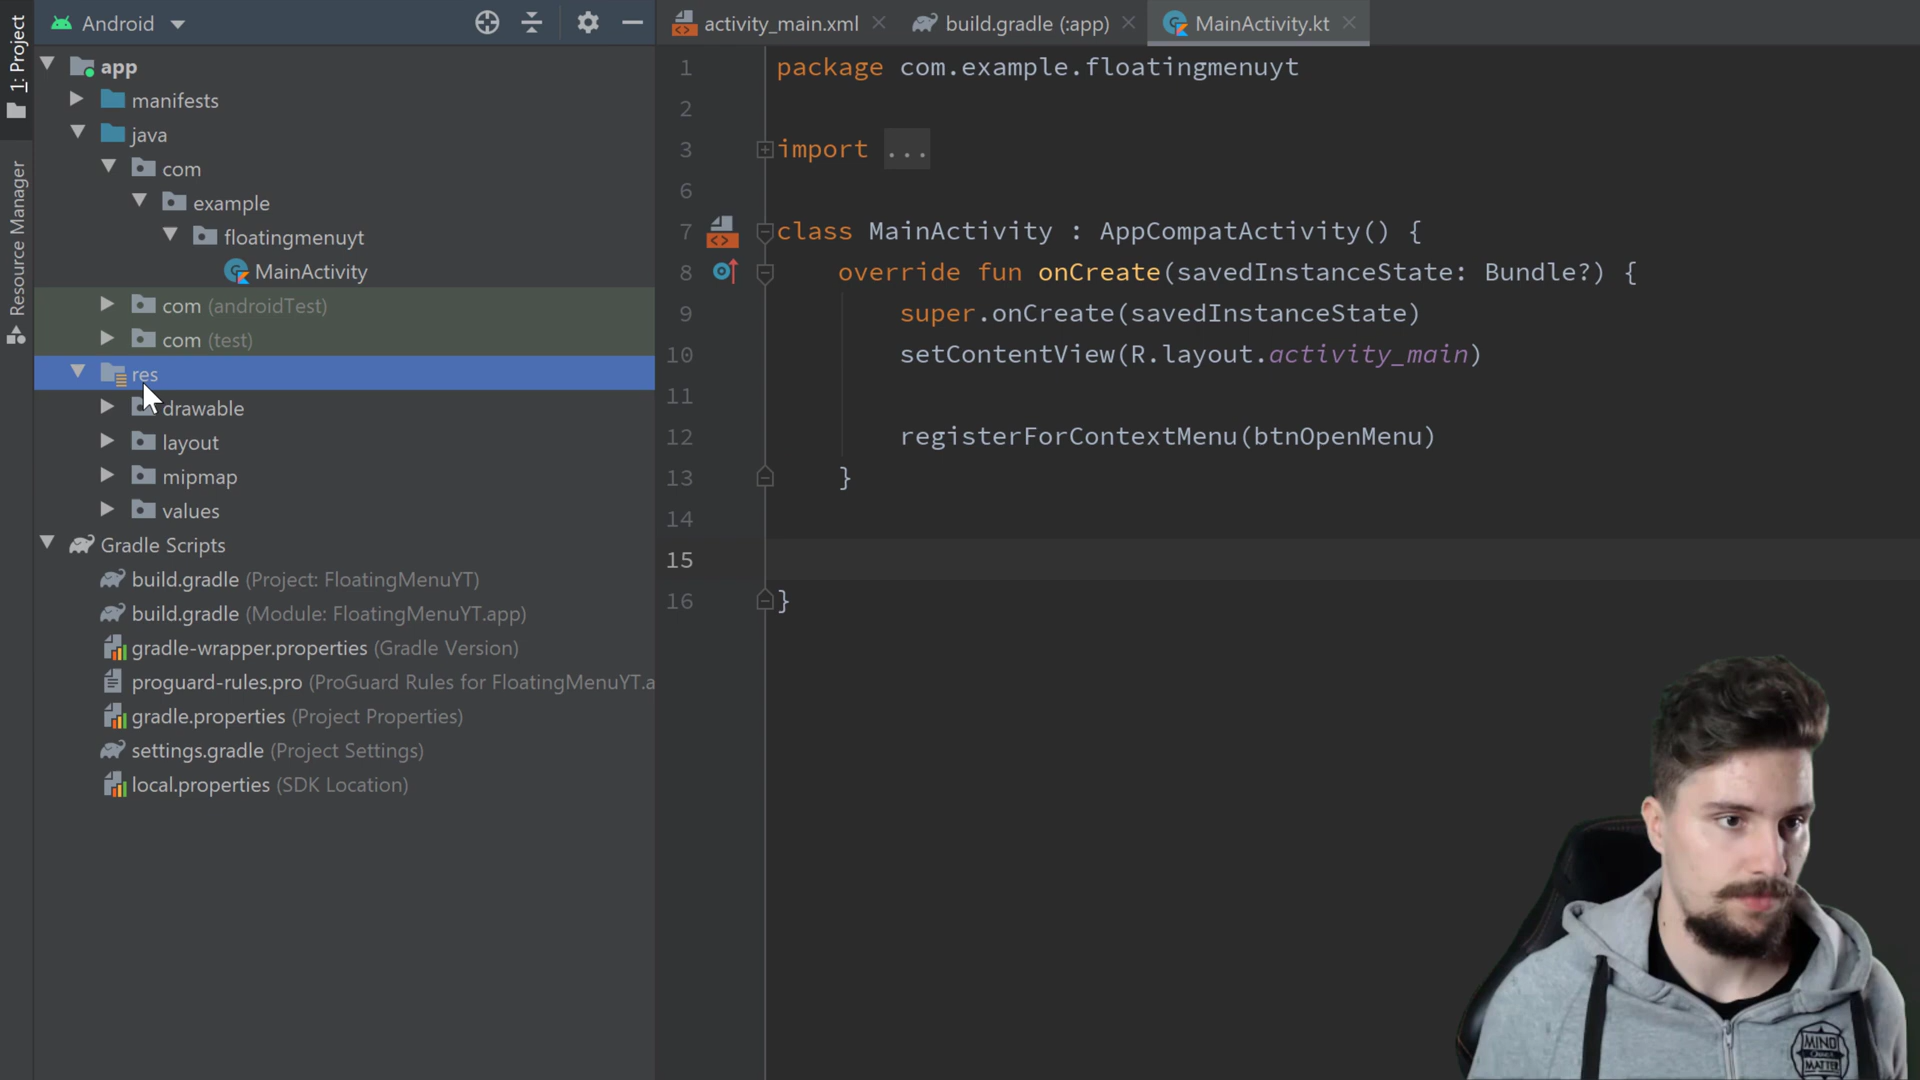 1: Project
Resource Manager
Android
app
manifests
java
com
example
floatingmenuyt
MainActivity
com (androidTest)
com (test)
res
drawable
layout
mipmap
values
Gradle Scripts
build.gradle (Project: FloatingMenuYT)
build.gradle (Module: FloatingMenuYT.app)
gradle-wrapper.properties (Gradle Version)
proguard-rules.pro (ProGuard Rules for FloatingMenuYT.a
gradle.properties (Project Properties)
settings.gradle (Project Settings)
local.properties (SDK Location)
activity_main.xml
build.gradle (:app)
MainActivity.kt
1 package com.example.floatingmenuyt
2
3 import ...
6
7 class MainActivity : AppCompatActivity() {
8 override fun onCreate(savedInstanceState: Bundle?) {
9 super.onCreate(savedInstanceState)
10 setContentView(R.layout.activity_main)
11
12 registerForContextMenu(btnOpenMenu)
13 }
14
15
16 }
MIND
MATTER